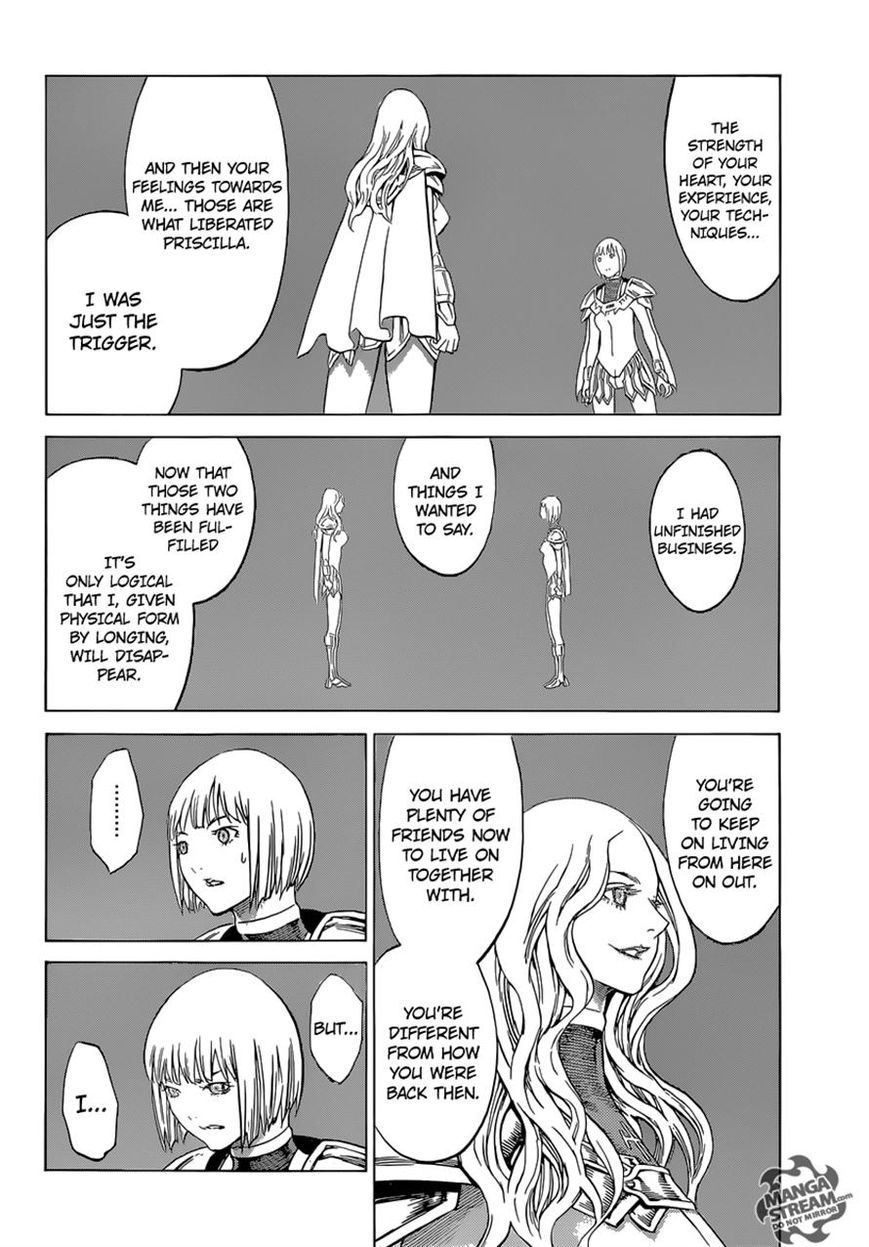 THE
STRENGTH
OF YOUR
HEART, YOUR
EXPERIENCE,
YOUR TECH-
NIQUES...
AND THEN YOUR
FEELINGS TOWARDS
ME... THOSE ARE
WHAT LIBERATED
PRISCILLA.
I WAS
JUST THE
TRIGGER.
I HAD
UNFINISHED
BUSINESS.
AND
THINGS I
WANTED
TO SAY.
NOW THAT
THOSE TWO
THINGS HAVE
BEEN FUL-
FILLED
IT'S
ONLY LOGICAL
THAT I, GIVEN
PHYSICAL FORM
BY LONGING,
WILL DISAP-
PEAR.
YOU'RE
GOING
TO KEEP
ON LIVING
FROM HERE
ON OUT.
YOU HAVE
PLENTY OF
FRIENDS NOW
TO LIVE ON
TOGETHER
WITH.
YOU'RE
DIFFERENT
FROM HOW
YOU WERE
BACK THEN.
........
BUT...
I...
MANGA
STREAM.com
DO NOT MIRROR!